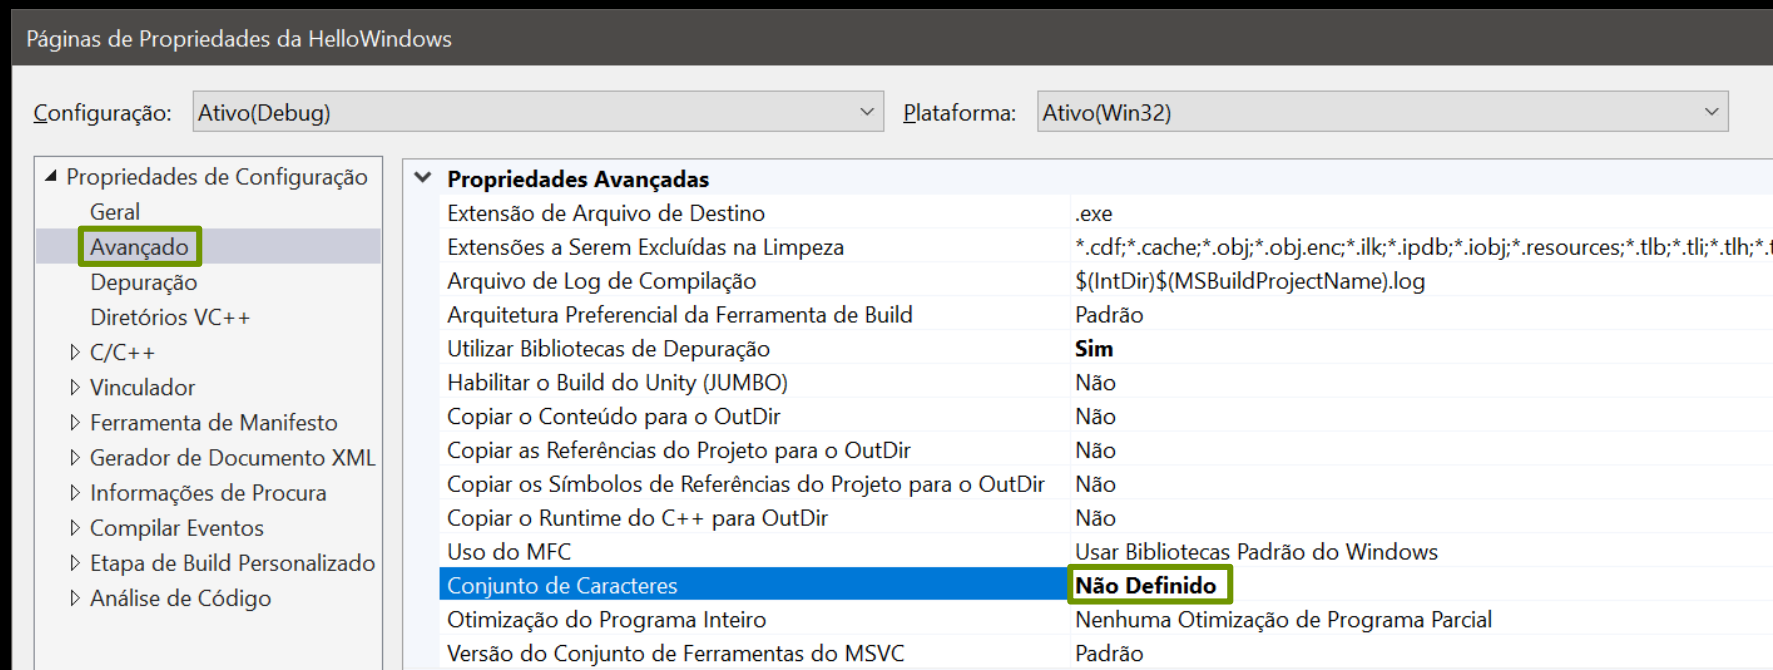 Páginas de Propriedades da HelloWindows
Configuração: Ativo(Debug) Plataforma: Ativo(Win32)
Propriedades de Configuração
Geral
Avançado
Depuração
Diretórios VC++
C/C++
Vinculador
Ferramenta de Manifesto
Gerador de Documento XML
Informações de Procura
Compilar Eventos
Etapa de Build Personalizado
Análise de Código
Propriedades Avançadas
Extensão de Arquivo de Destino .exe
Extensões a Serem Excluídas na Limpeza *.cdf;*.cache;*.obj;*.obj.enc;*.ilk;*.ipdb;*.iobj;*.resources;*.tlb;*.tli;*.tlh;*.t
Arquivo de Log de Compilação $(IntDir)$(MSBuildProjectName).log
Arquitetura Preferencial da Ferramenta de Build Padrão
Utilizar Bibliotecas de Depuração Sim
Habilitar o Build do Unity (JUMBO) Não
Copiar o Conteúdo para o OutDir Não
Copiar as Referências do Projeto para o OutDir Não
Copiar os Símbolos de Referências do Projeto para o OutDir Não
Copiar o Runtime do C++ para OutDir Não
Uso do MFC Usar Bibliotecas Padrão do Windows
Conjunto de Caracteres Não Definido
Otimização do Programa Inteiro Nenhuma Otimização de Programa Parcial
Versão do Conjunto de Ferramentas do MSVC Padrão